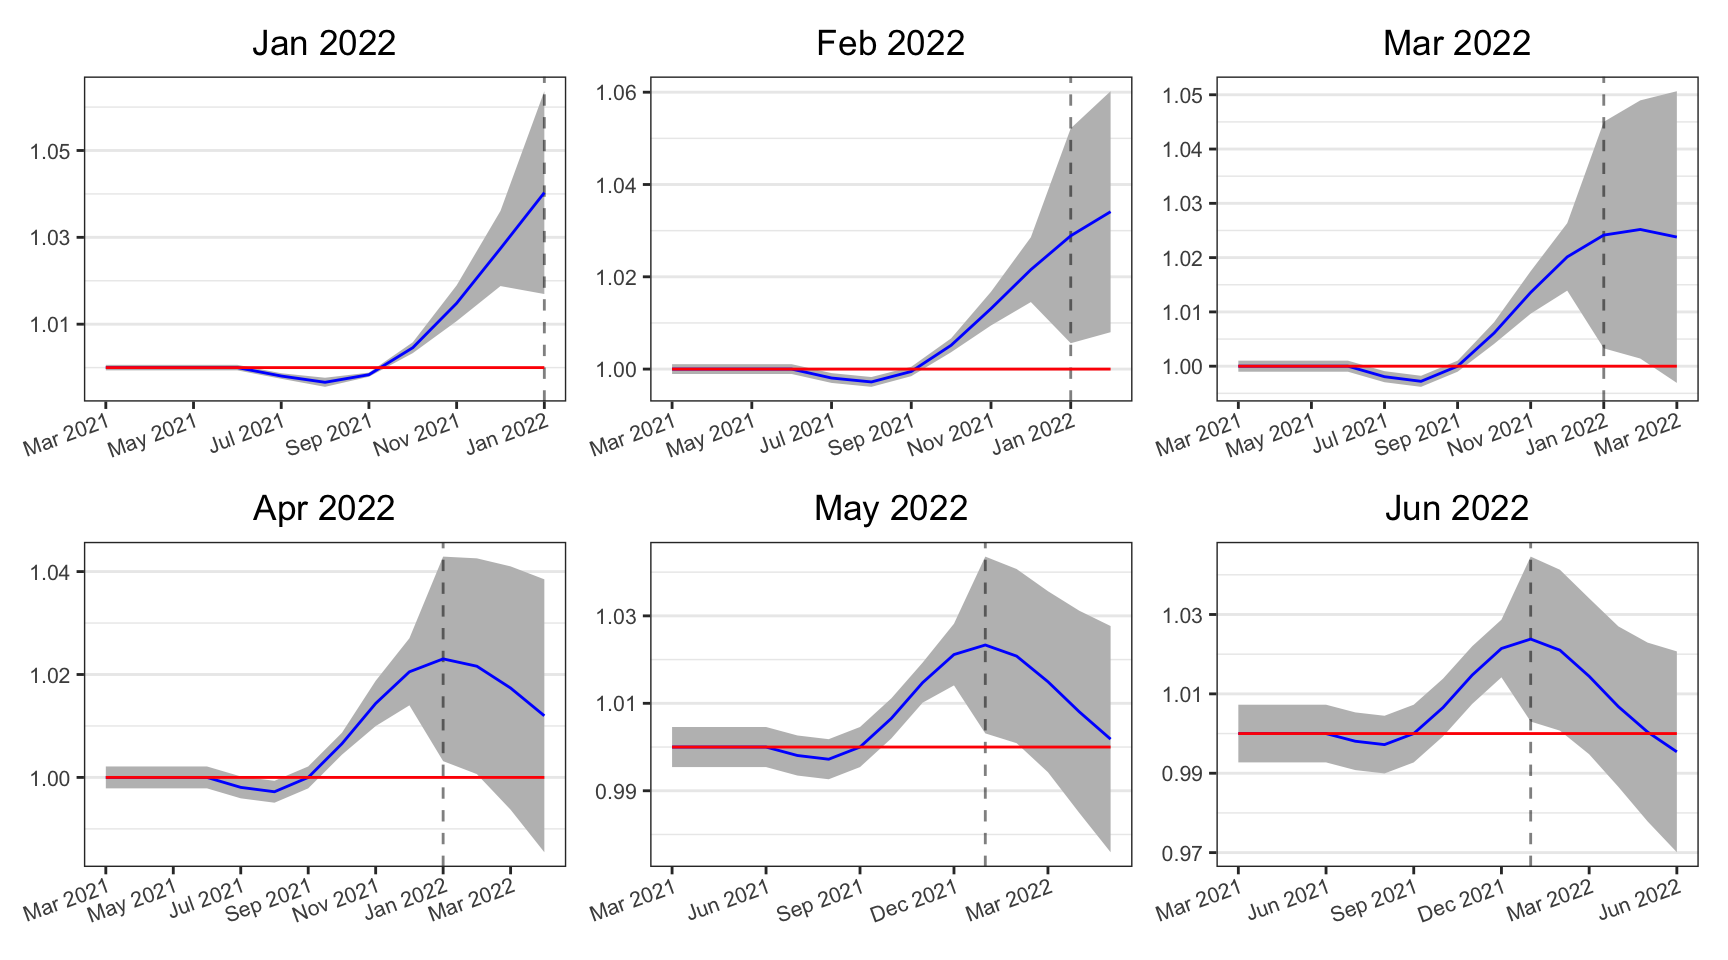 Jan 2022
1.05
1.03
1.01
Mar 2021 May 2021 Jul 2021 Sep 2021 Nov 2021 Jan 2022
Feb 2022
1.06
1.04
1.02
1.00
Mar 2021 May 2021 Jul 2021 Sep 2021 Nov 2021 Jan 2022
Mar 2022
1.05
1.04
1.03
1.02
1.01
1.00
Mar 2021 May 2021 Jul 2021 Sep 2021 Nov 2021 Jan 2022 Mar 2022
Apr 2022
1.04
1.02
1.00
Mar 2021 May 2021 Jul 2021 Sep 2021 Nov 2021 Jan 2022 Mar 2022
May 2022
1.03
1.01
0.99
Mar 2021 Jun 2021 Sep 2021 Dec 2021 Mar 2022
Jun 2022
1.03
1.01
0.99
0.97
Mar 2021 Jun 2021 Sep 2021 Dec 2021 Mar 2022 Jun 2022